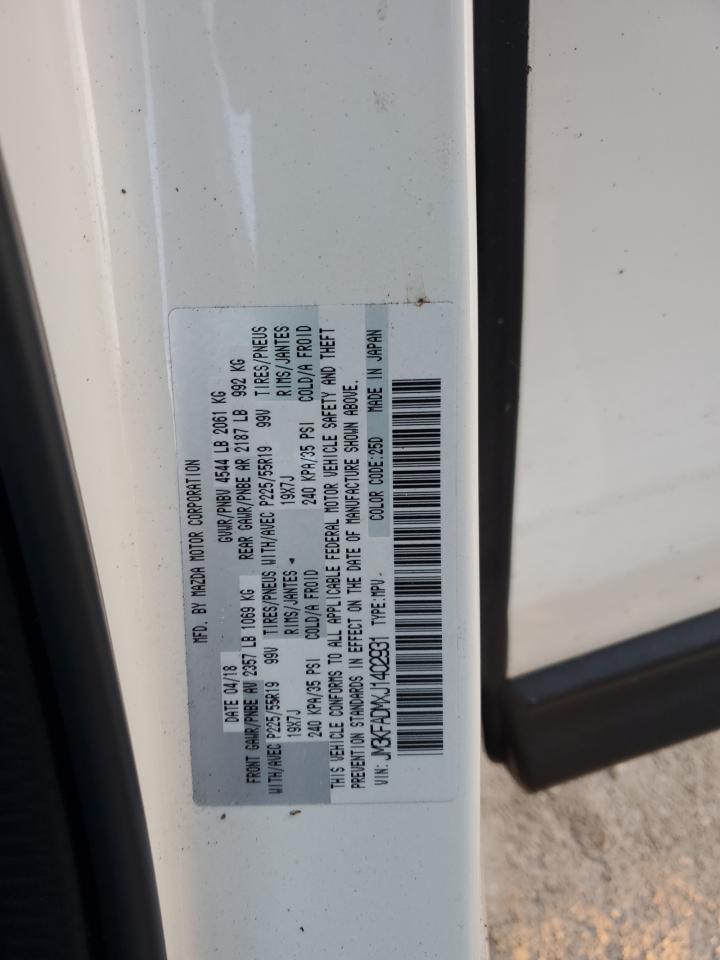 MFD. BY MAZDA MOTOR CORPORATION
DATE 04/18 GVWR/PNBV 4544 LB 2061 KG
FRONT GAWR/PNBE AV 2357 LB 1069 KG REAR GAWR/PNBE AR 2187 LB 992 KG
WITH/AVEC P225/55R19 99V TIRES/PNEUS WITH/AVEC P225/55R19 99V TIRES/PNEUS
19X7J RIMS/JANTES 19X7J RIMS/JANTES
240 KPA/35 PSI COLD/A FROID 240 KPA/35 PSI COLD/A FROID
THIS VEHICLE CONFORMS TO ALL APPLICABLE FEDERAL MOTOR VEHICLE SAFETY AND THEFT
PREVENTION STANDARDS IN EFFECT ON THE DATE OF MANUFACTURE SHOWN ABOVE.
VIN: JM3KFADMXJ1402931 TYPE:MPV COLOR CODE:25D MADE IN JAPAN